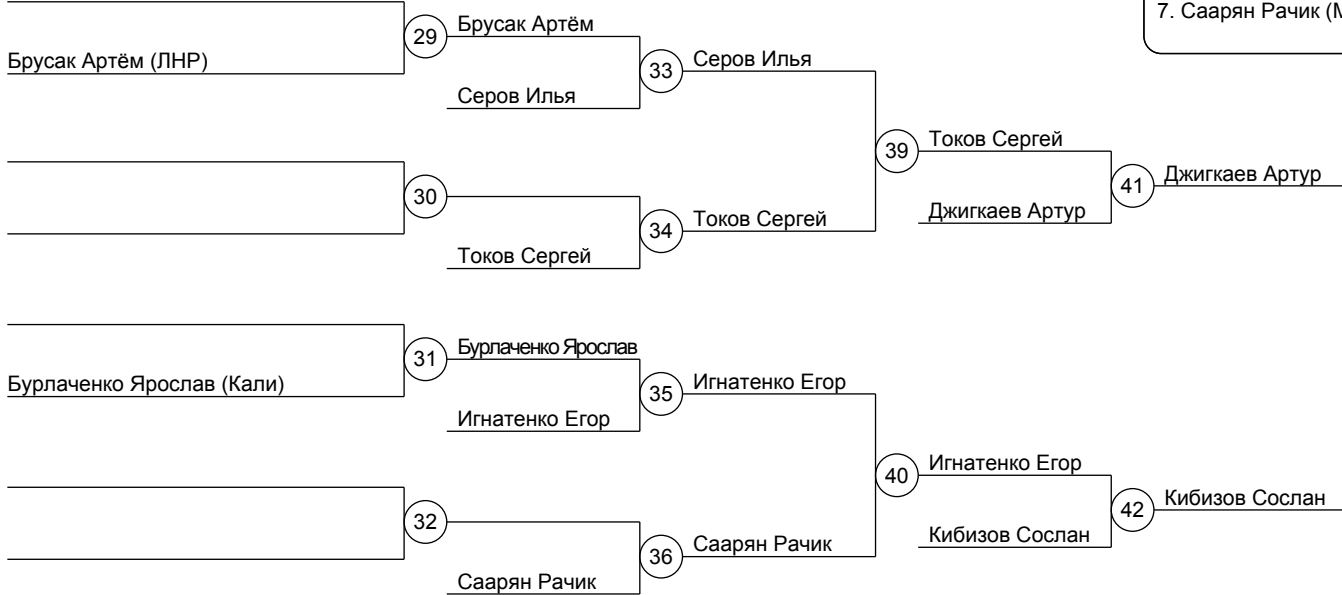 7. Саарян Рачик (М
29
Брусак Артём
Брусак Артём (ЛНР)
33
Серов Илья
Серов Илья
39
Токов Сергей
30
41
Джигкаев Артур
34
Токов Сергей
Джигкаев Артур
Токов Сергей
31
Бурлаченко Ярослав
Бурлаченко Ярослав (Кали)
35
Игнатенко Егор
Игнатенко Егор
40
Игнатенко Егор
32
42
Кибизов Сослан
36
Саарян Рачик
Кибизов Сослан
Саарян Рачик